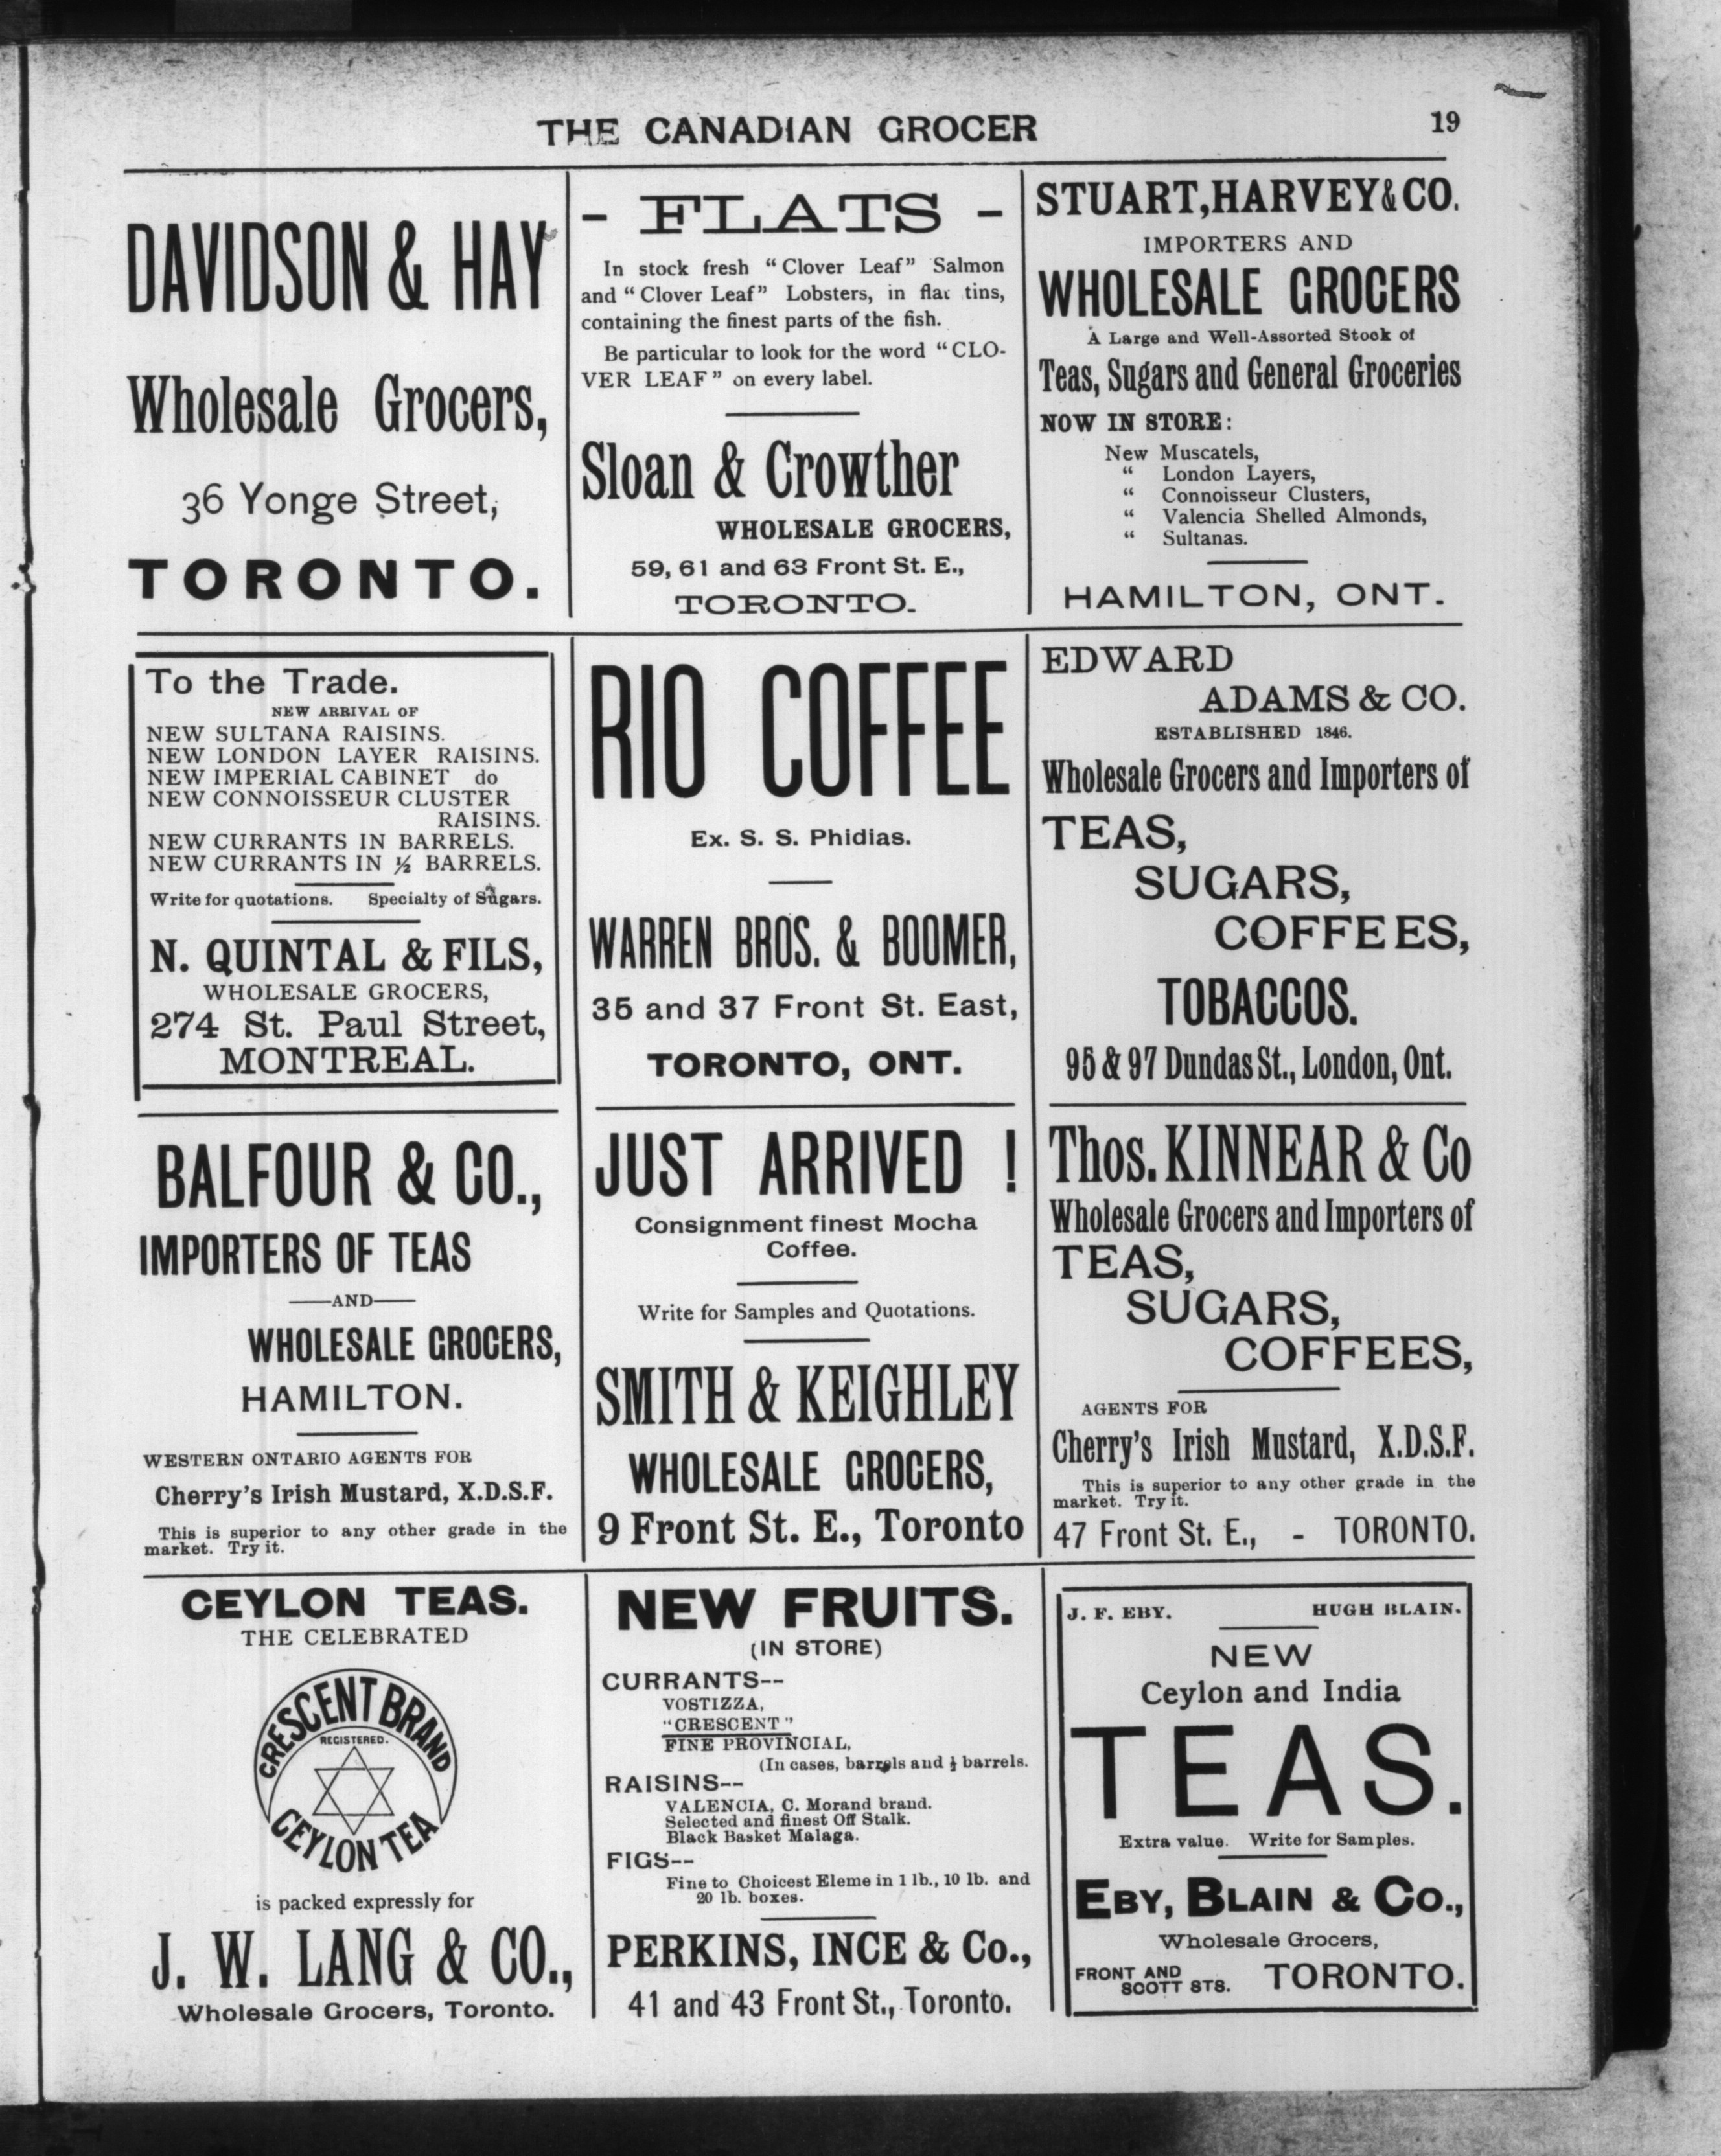 THE CANADIAN GROCER
19
DAVIDSON & HAY
Wholesale Grocers,
36 Yonge Street,
TORONTO.
- FLATS -
In stock fresh "Clover Leaf" Salmon
and "Clover Leaf" Lobsters, in flat tins,
containing the finest parts of the fish.
Be particular to look for the word "CLO-
VER LEAF" on every label.
Sloan & Crowther
WHOLESALE GROCERS,
59, 61 and 63 Front St. E.,
TORONTO.
STUART, HARVEY & CO.
IMPORTERS AND
WHOLESALE GROCERS
A Large and Well-Assorted Stock of
Teas, Sugars and General Groceries
NOW IN STORE:
New Muscatels,
" London Layers,
" Connoisseur Clusters,
" Valencia Shelled Almonds,
" Sultanas.
HAMILTON, ONT.
To the Trade.
NEW ARRIVAL OF
NEW SULTANA RAISINS.
NEW LONDON LAYER RAISINS.
NEW IMPERIAL CABINET do
NEW CONNOISSEUR CLUSTER
RAISINS.
NEW CURRANTS IN BARRELS.
NEW CURRANTS IN ½ BARRELS.
Write for quotations. Specialty of Sugars.
N. QUINTAL & FILS,
WHOLESALE GROCERS,
274 St. Paul Street,
MONTREAL.
RIO COFFEE
Ex. S. S. Phidias.
WARREN BROS. & BOOMER,
35 and 37 Front St. East,
TORONTO, ONT.
EDWARD
ADAMS & CO.
ESTABLISHED 1846.
Wholesale Grocers and Importers of
TEAS,
SUGARS,
COFFEES,
TOBACCOS.
95 & 97 Dundas St., London, Ont.
BALFOUR & CO.,
IMPORTERS OF TEAS
—AND—
WHOLESALE GROCERS,
HAMILTON.
WESTERN ONTARIO AGENTS FOR
Cherry's Irish Mustard, X.D.S.F.
This is superior to any other grade in the
market. Try it.
JUST ARRIVED !
Consignment finest Mocha
Coffee.
Write for Samples and Quotations.
SMITH & KEIGHLEY
WHOLESALE GROCERS,
9 Front St. E., Toronto
Thos. KINNEAR & Co
Wholesale Grocers and Importers of
TEAS,
SUGARS,
COFFEES,
AGENTS FOR
Cherry's Irish Mustard, X.D.S.F.
This is superior to any other grade in the
market. Try it.
47 Front St. E., - TORONTO.
CEYLON TEAS.
THE CELEBRATED
CRESCENT BRAND
REGISTERED.
CEYLON TEA
is packed expressly for
J. W. LANG & CO.,
Wholesale Grocers, Toronto.
NEW FRUITS.
(IN STORE)
CURRANTS--
VOSTIZZA,
"CRESCENT"
FINE PROVINCIAL,
(In cases, barrels and ½ barrels.
RAISINS--
VALENCIA, C. Morand brand.
Selected and finest Off Stalk.
Black Basket Malaga.
FIGS--
Fine to Choicest Eleme in 1 lb., 10 lb. and
20 lb. boxes.
PERKINS, INCE & Co.,
41 and 43 Front St., Toronto.
J. F. EBY. HUGH BLAIN.
NEW
Ceylon and India
TEAS.
Extra value. Write for Samples.
EBY, BLAIN & Co.,
Wholesale Grocers,
FRONT AND
SCOTT STS. TORONTO.